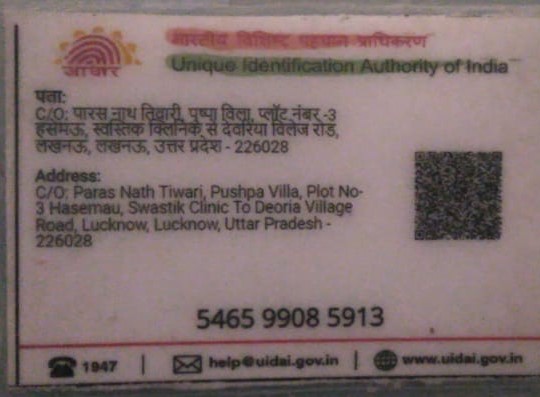 भारतीय विशिष्ट पहचान प्राधिकरण
आधार
Unique Identification Authority of India
पता:
C/O: पारस नाथ तिवारी, पुष्पा विला, प्लॉट नंबर -3
हसेमऊ, स्वस्तिक क्लिनिक से देवरिया विलेज रोड,
लखनऊ, लखनऊ, उत्तर प्रदेश - 226028
Address:
C/O: Paras Nath Tiwari, Pushpa Villa, Plot No-
3 Hasemau, Swastik Clinic To Deoria Village
Road, Lucknow, Lucknow, Uttar Pradesh -
226028
5465 9908 5913
1947 | help@uidai.gov.in | www.uidai.gov.in